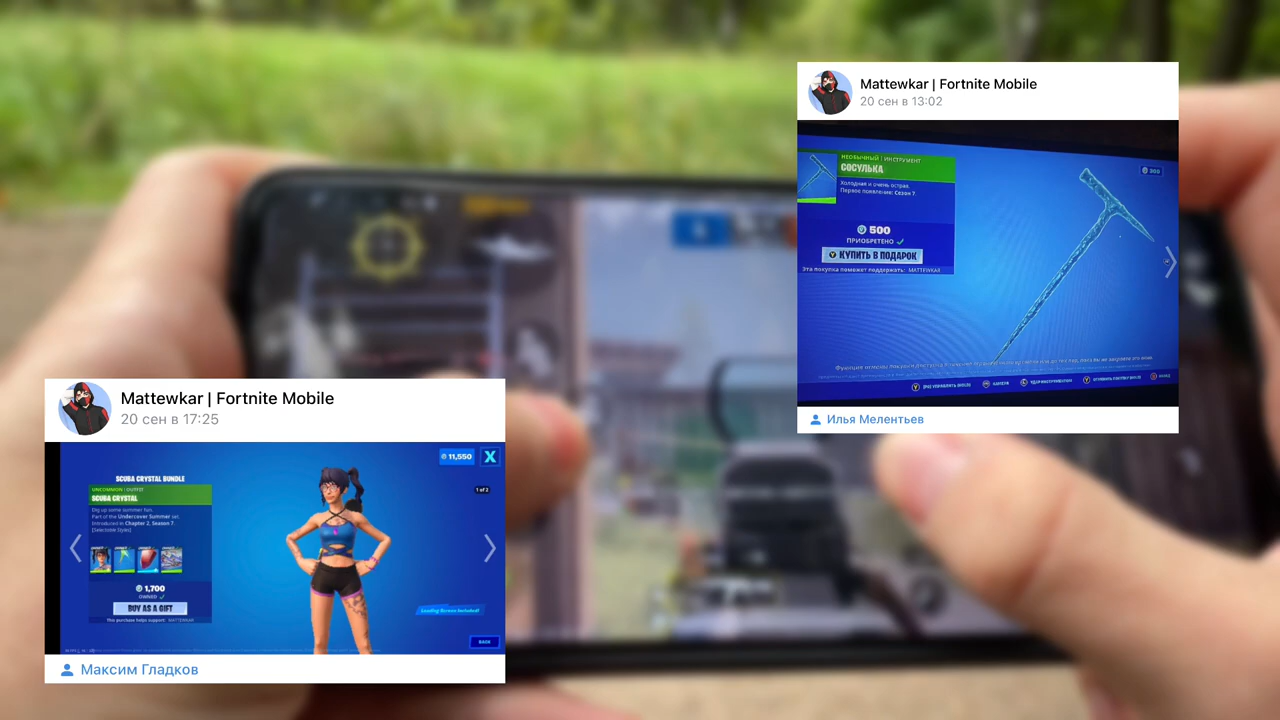 Mattewkar | Fortnite Mobile
20 сен в 13:02
НЕОБЫЧНЫЙ | ИНСТРУМЕНТ
СОСУЛЬКА
Холодная и очень острая.
Первое появление: Сезон 7.
500
ПРИОБРЕТЕНО
КУПИТЬ В ПОДАРОК
Эта покупка поможет поддержать: MATTEWKAR
Илья Мелентьев
Mattewkar | Fortnite Mobile
20 сен в 17:25
11,550
X
1 of 2
SCUBA CRYSTAL BUNDLE
UNCOMMON | OUTFIT
SCUBA CRYSTAL
Dig up some summer fun.
Part of the Undercover Summer set.
Introduced in Chapter 2, Season 7.
[Selectable Styles]
1,700
OWNED
BUY AS A GIFT
This purchase helps support: MATTEWKAR
Loading Screen Included!
BACK
Максим Гладков